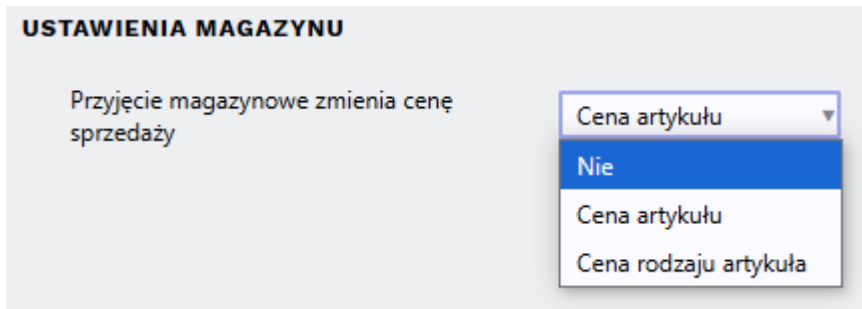 USTAWIENIA MAGAZYNU
Przyjęcie magazynowe zmienia cenę
sprzedaży
Cena artykułu
Nie
Cena artykułu
Cena rodzaju artykuła